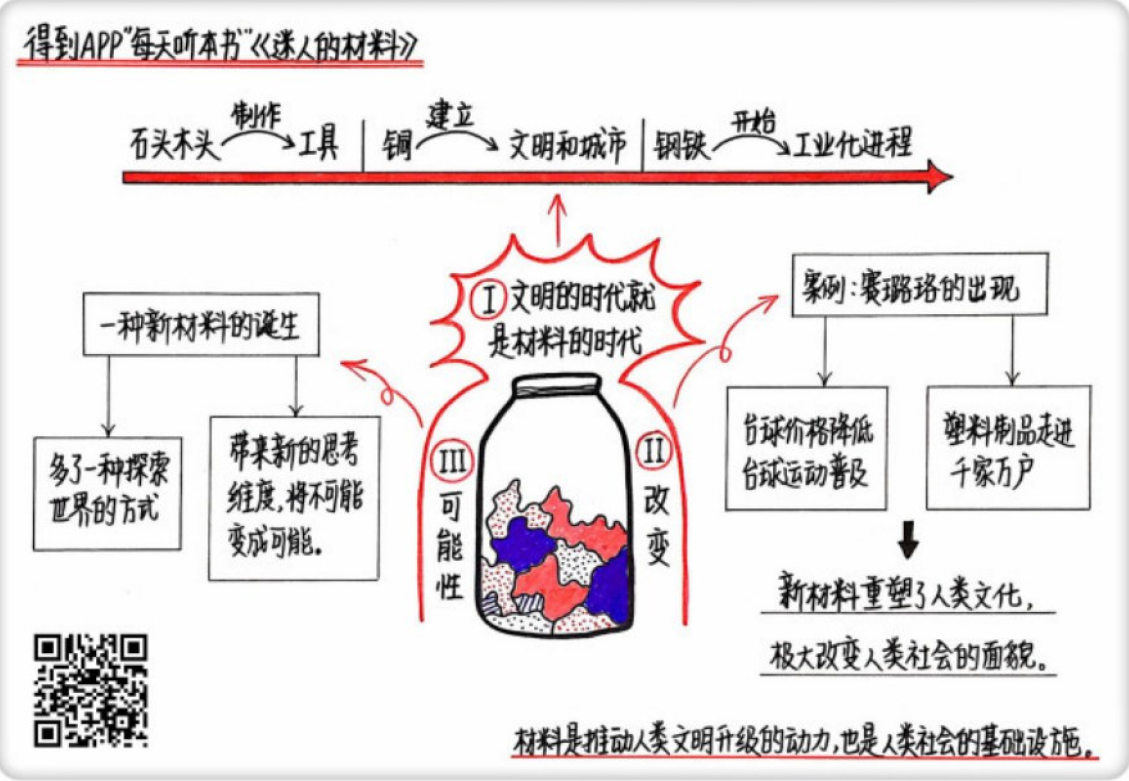 得到APP"每天听本书"《迷人的材料》
制作
建立
开始
石头木头 工具 铜 文明和城市 钢铁 工业化进程
I 文明的时代就
是材料的时代
案例:赛璐珞的出现
台球价格降低
台球运动普及
塑料制品走进
千家万户
II
改
变
新材料重塑了人类文化,
极大改变人类社会的面貌。
一种新材料的诞生
多了一种探索
世界的方式
带来新的思考
维度,将不可能
变成可能。
III
可
能
性
材料是推动人类文明升级的动力,也是人类社会的基础设施。